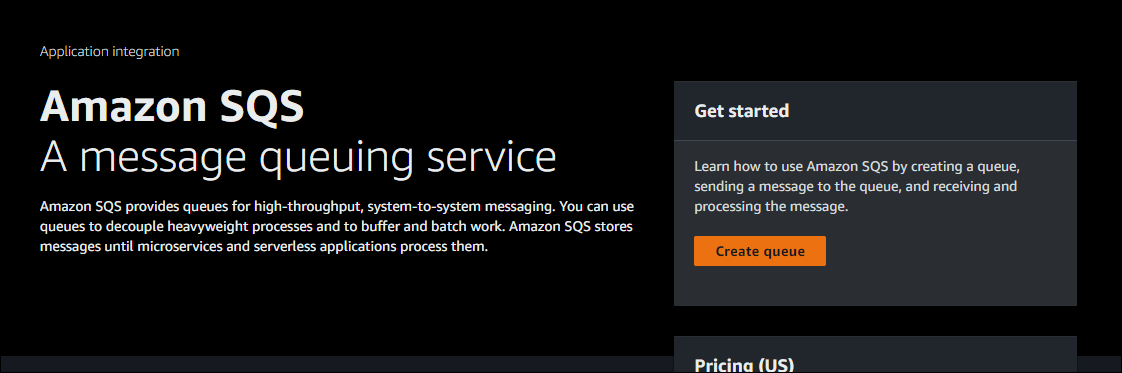 Application integration
Amazon SQS
A message queuing service
Amazon SQS provides queues for high-throughput, system-to-system messaging. You can use
queues to decouple heavyweight processes and to buffer and batch work. Amazon SQS stores
messages until microservices and serverless applications process them.
Get started
Learn how to use Amazon SQS by creating a queue,
sending a message to the queue, and receiving and
processing the message.
Create queue
Pricing (US)